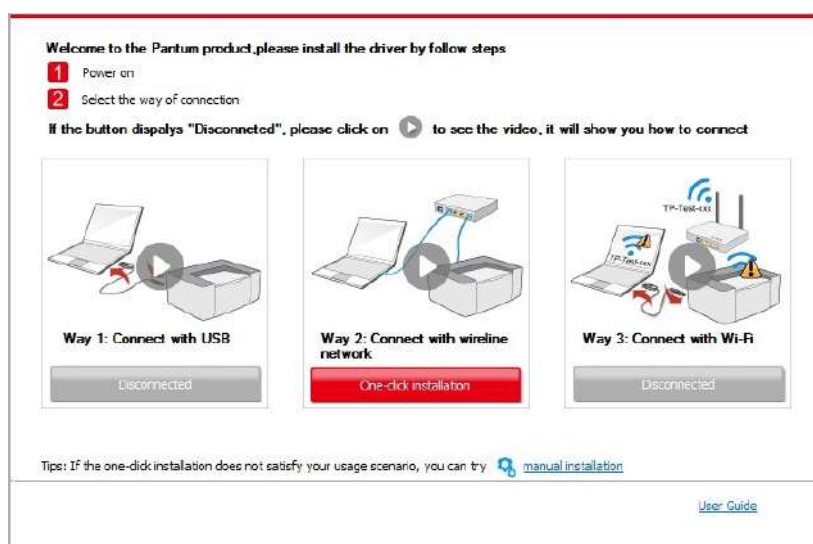 Welcome to the Pantum product,please install the driver by follow steps
1 Power on
2 Select the way of connection
If the button dispalys "Disconneted", please click on to see the video, it will show you how to connect
TP-Test-xxx
TP-Test-xxx
Way 1: Connect with USB
Way 2: Connect with wireline
network
Way 3: Connect with Wi-Fi
Disconnected
One-click installation
Disconnected
Tips: If the one-click installation does not satisfy your usage scenario, you can try manual installation
User Guide